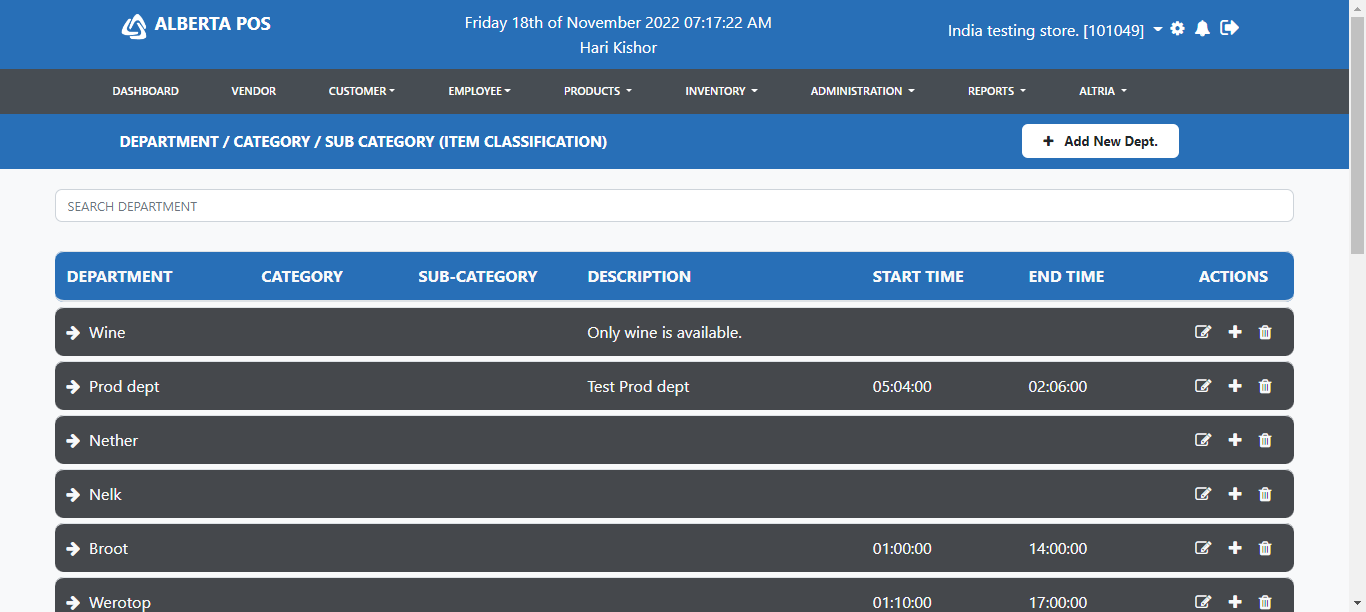 ALBERTA POS
Friday 18th of November 2022 07:17:22 AM
Hari Kishor
India testing store. [101049]
DASHBOARD VENDOR CUSTOMER EMPLOYEE PRODUCTS INVENTORY ADMINISTRATION REPORTS ALTRIA
DEPARTMENT / CATEGORY / SUB CATEGORY (ITEM CLASSIFICATION)
Add New Dept.
SEARCH DEPARTMENT
DEPARTMENT CATEGORY SUB-CATEGORY DESCRIPTION START TIME END TIME ACTIONS
Wine Only wine is available.
Prod dept Test Prod dept 05:04:00 02:06:00
Nether
Nelk
Broot 01:00:00 14:00:00
Werotop 01:10:00 17:00:00